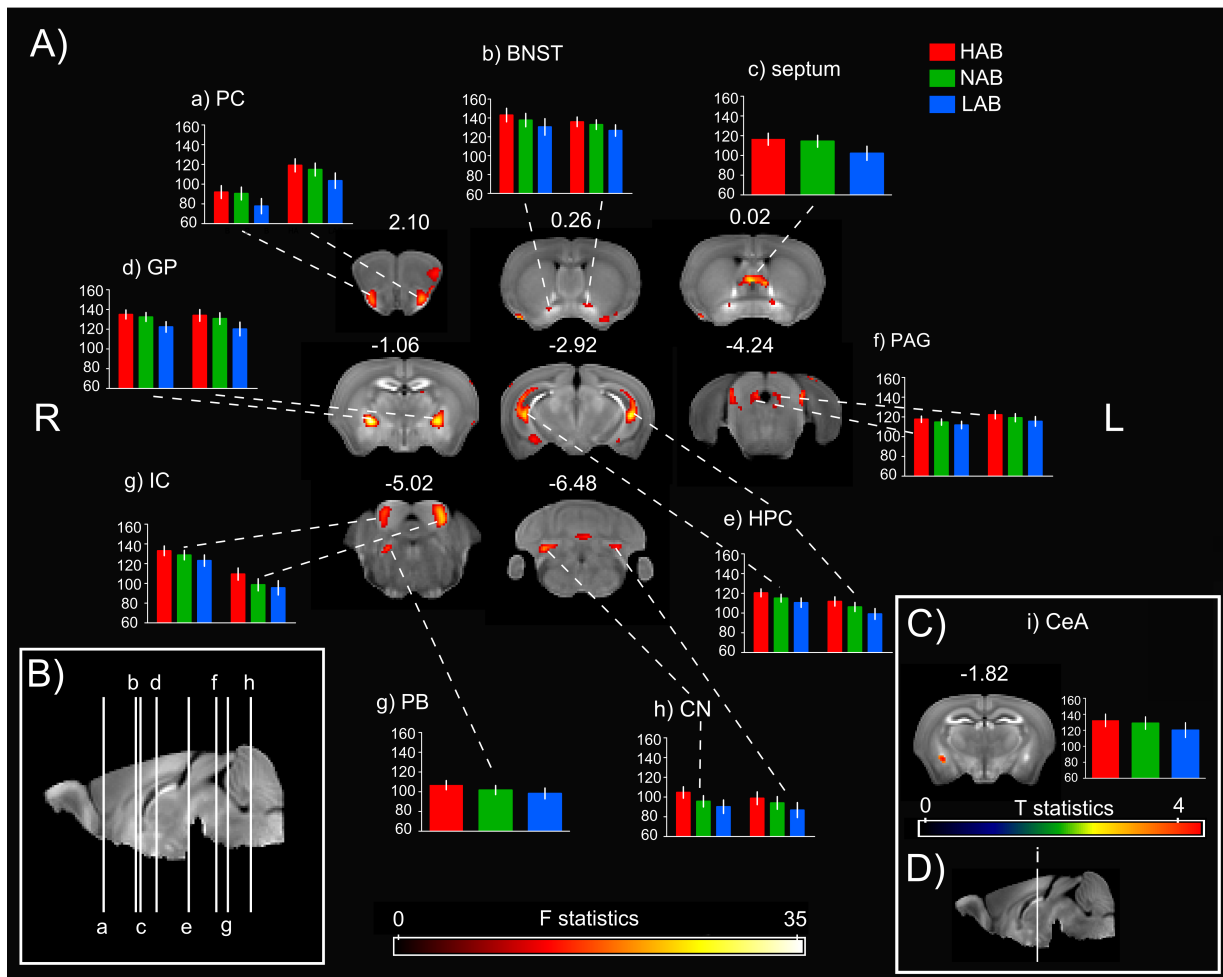 A)
b) BNST
c) septum
HAB
NAB
LAB
a) PC
160
140
120
100
80
60
160
140
120
100
80
60
160
140
120
100
80
60
2.10
0.26
0.02
d) GP
160
140
120
100
80
60
-1.06
-2.92
-4.24
f) PAG
160
140
120
100
80
60
R
L
g) IC
160
140
120
100
80
60
-5.02
-6.48
e) HPC
160
140
120
100
80
60
B)
b d f h
a c e g
g) PB
160
140
120
100
80
60
h) CN
160
140
120
100
80
60
0 F statistics 35
C)
i) CeA
-1.82
160
140
120
100
80
60
0 T statistics 4
D)
i